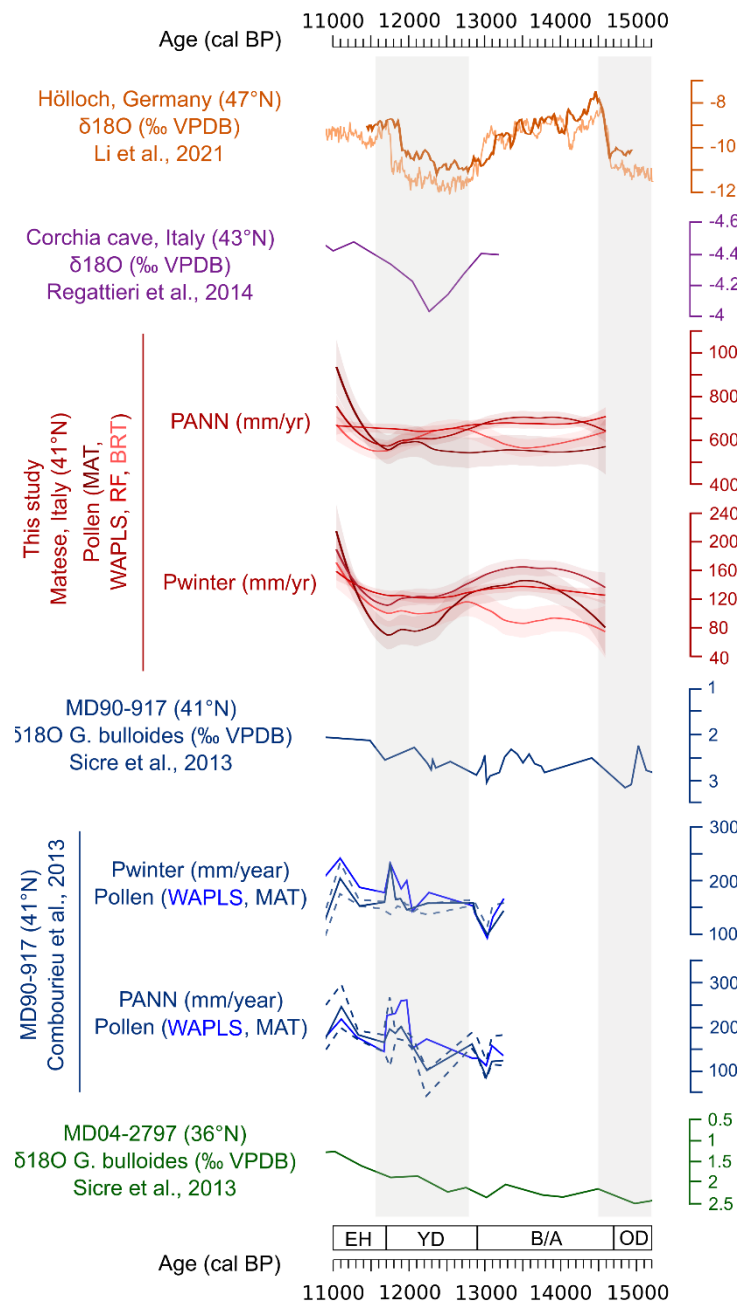 Age (cal BP)
11000 12000 13000 14000 15000
Hölloch, Germany (47°N)
δ18O (‰ VPDB)
Li et al., 2021
-8
-10
-12
Corchia cave, Italy (43°N)
δ18O (‰ VPDB)
Regattieri et al., 2014
-4.6
-4.4
-4.2
-4
This study
Matese, Italy (41°N)
Pollen (MAT,
WAPLS, RF, BRT)
PANN (mm/yr)
100
800
600
400
Pwinter (mm/yr)
240
200
160
120
80
40
MD90-917 (41°N)
δ18O G. bulloides (‰ VPDB)
Sicre et al., 2013
1
2
3
MD90-917 (41°N)
Combourieu et al., 2013
Pwinter (mm/year)
Pollen (WAPLS, MAT)
300
200
100
PANN (mm/year)
Pollen (WAPLS, MAT)
300
200
100
MD04-2797 (36°N)
δ18O G. bulloides (‰ VPDB)
Sicre et al., 2013
0.5
1
1.5
2
2.5
EH YD B/A OD
Age (cal BP)
11000 12000 13000 14000 15000